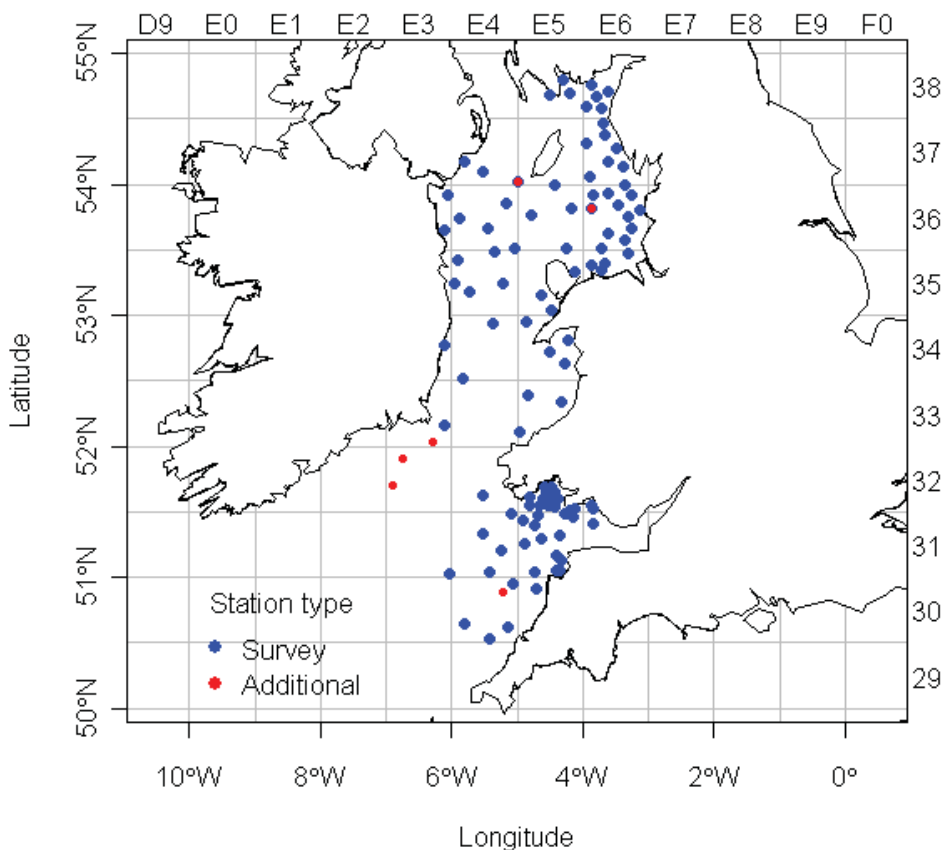 D9 E0 E1 E2 E3 E4 E5 E6 E7 E8 E9 F0
55°N
38
37
54°N
36
35
53°N
34
33
52°N
32
31
51°N
30
29
50°N
Latitude
Station type
Survey
Additional
10°W 8°W 6°W 4°W 2°W 0°
Longitude